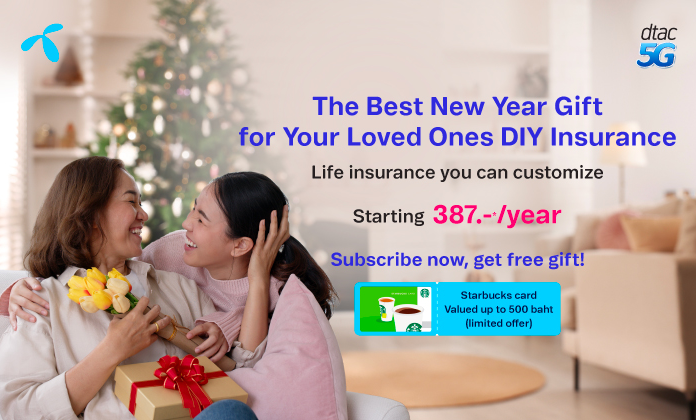 dtac
5G
The Best New Year Gift
for Your Loved Ones DIY Insurance
Life insurance you can customize
Starting 387.-*/year
Subscribe now, get free gift!
Starbucks card
Valued up to 500 baht
(limited offer)